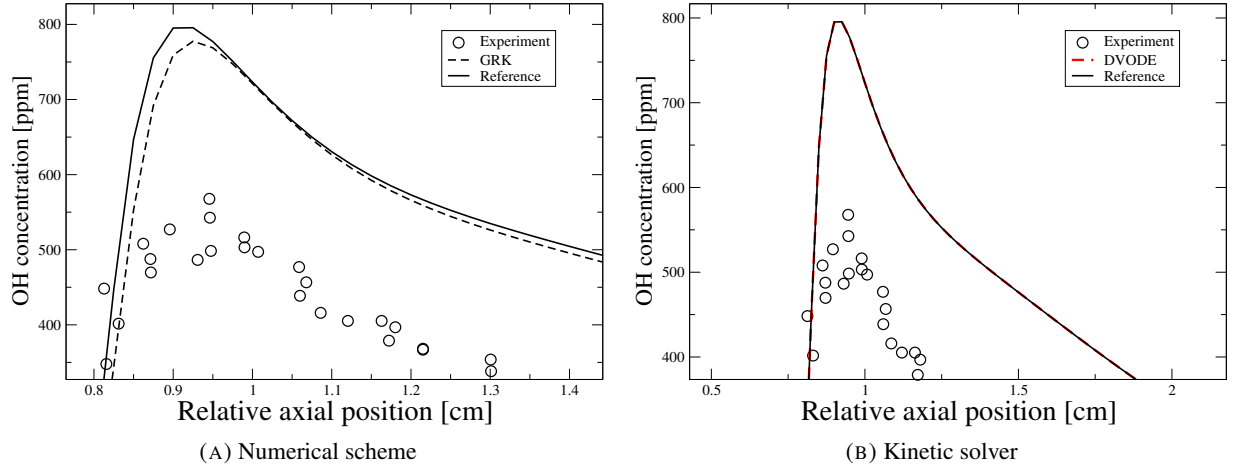 800
700
600
500
400
OH concentration [ppm]
0.8 0.9 1 1.1 1.2 1.3 1.4
Relative axial position [cm]
Experiment
GRK
Reference
(A) Numerical scheme
800
700
600
500
400
OH concentration [ppm]
0.5 1 1.5 2
Relative axial position [cm]
Experiment
DVODE
Reference
(B) Kinetic solver